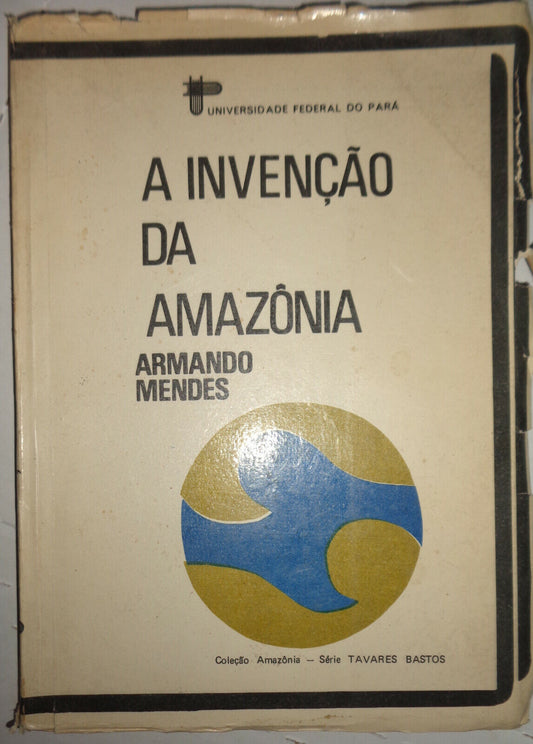 UNIVERSIDADE FEDERAL DO PARÁ
A INVENÇÃO
DA
AMAZÔNIA
ARMANDO
MENDES
Coleção Amazônia — Série TAVARES BASTOS